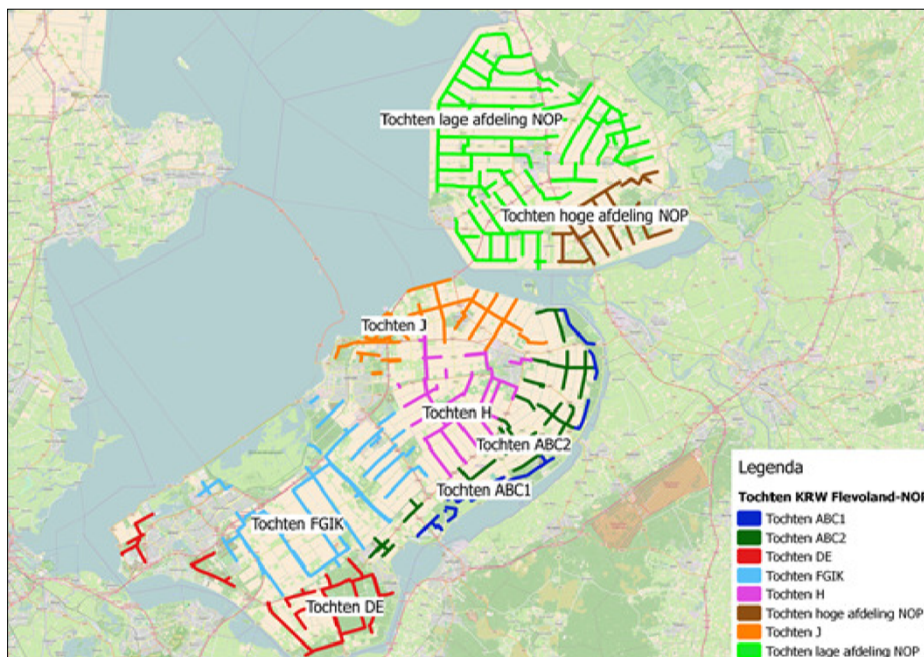 Tochten lage afdeling NOP
Tochten hoge afdeling NOP
Tochten J
Tochten H
Tochten ABC2
Tochten ABC1
Tochten FGIK
Tochten DE
Legenda
Tochten KRW Flevoland-NOP
Tochten ABC1
Tochten ABC2
Tochten DE
Tochten FGIK
Tochten H
Tochten hoge afdeling NOP
Tochten J
Tochten lage afdeling NOP